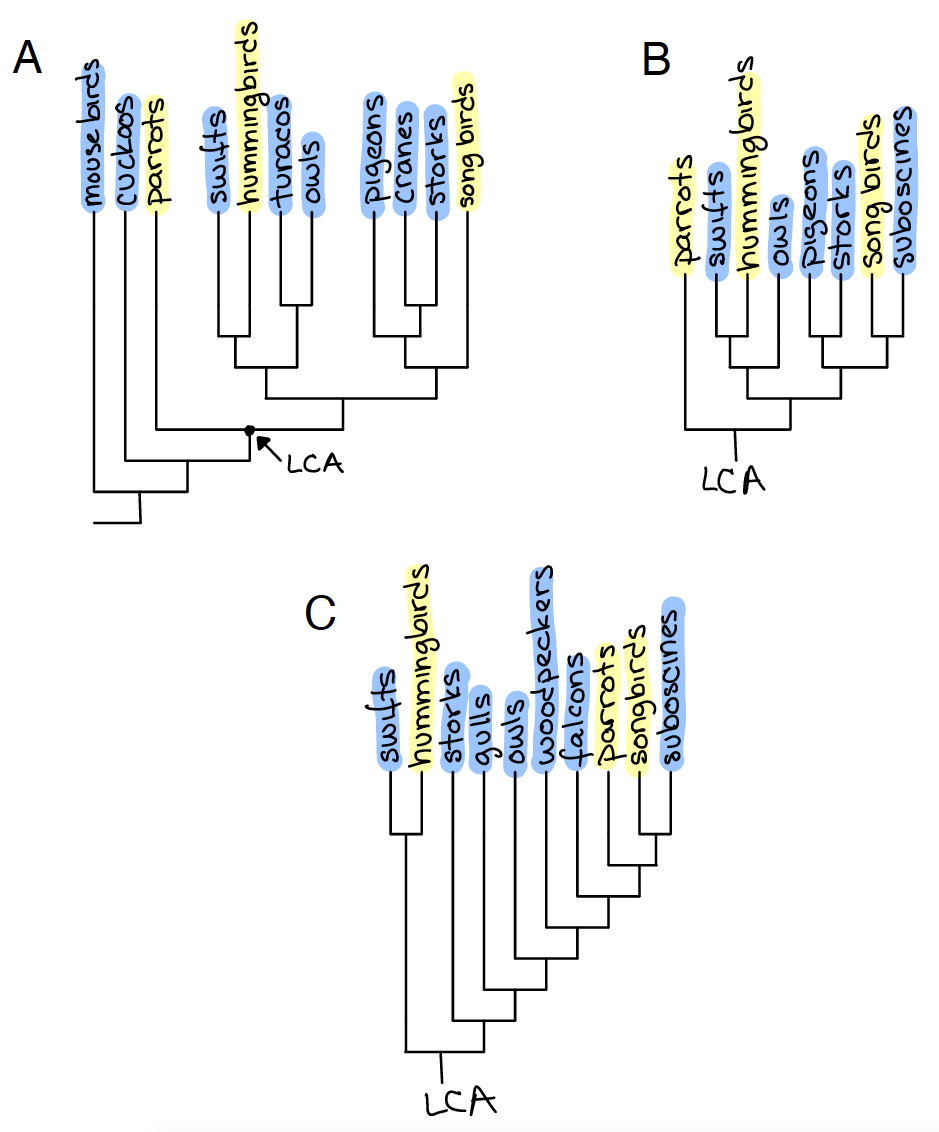 A
mouse birds
cuckoos
parrots
swifts
hummingbirds
turacos
owls
pigeons
cranes
storks
song birds
LCA
B
parrots
swifts
hummingbirds
owls
pigeons
storks
song birds
suboscines
LCA
C
swifts
hummingbirds
storks
gulls
owls
woodpeckers
falcons
parrots
songbirds
suboscines
LCA